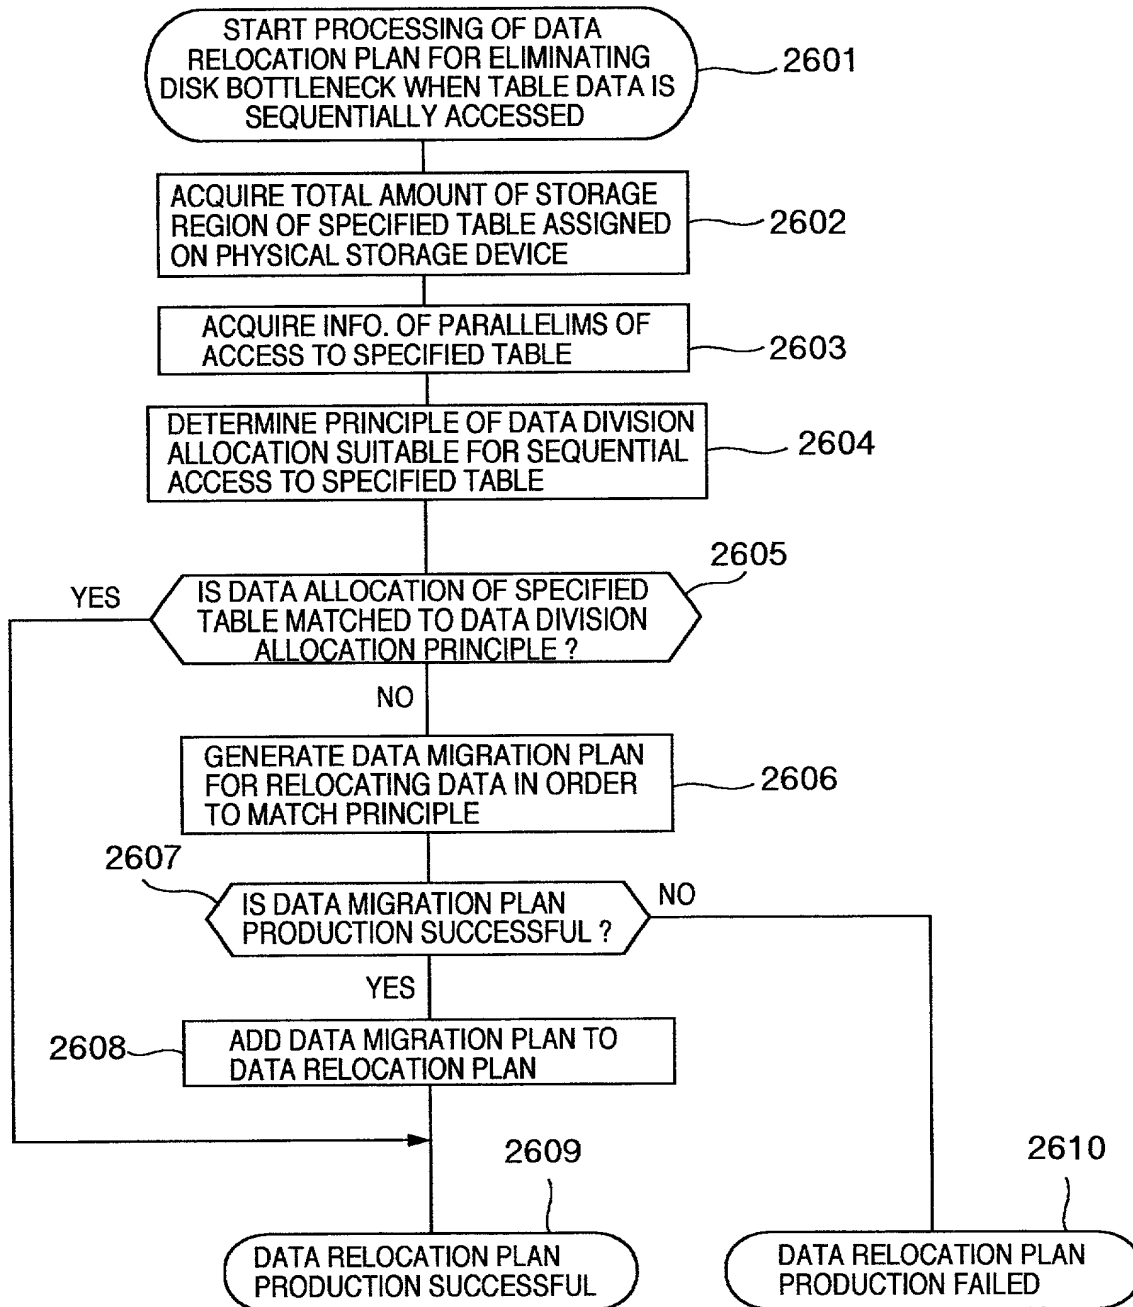 START PROCESSING OF DATA
RELOCATION PLAN FOR ELIMINATING
DISK BOTTLENECK WHEN TABLE DATA IS
SEQUENTIALLY ACCESSED
2601
ACQUIRE TOTAL AMOUNT OF STORAGE
REGION OF SPECIFIED TABLE ASSIGNED
ON PHYSICAL STORAGE DEVICE
2602
ACQUIRE INFO. OF PARALLELIMS OF
ACCESS TO SPECIFIED TABLE
2603
DETERMINE PRINCIPLE OF DATA DIVISION
ALLOCATION SUITABLE FOR SEQUENTIAL
ACCESS TO SPECIFIED TABLE
2604
2605
YES
IS DATA ALLOCATION OF SPECIFIED
TABLE MATCHED TO DATA DIVISION
ALLOCATION PRINCIPLE ?
NO
GENERATE DATA MIGRATION PLAN
FOR RELOCATING DATA IN ORDER
TO MATCH PRINCIPLE
2606
2607
IS DATA MIGRATION PLAN
PRODUCTION SUCCESSFUL ?
NO
YES
2608
ADD DATA MIGRATION PLAN TO
DATA RELOCATION PLAN
2609
2610
DATA RELOCATION PLAN
PRODUCTION SUCCESSFUL
DATA RELOCATION PLAN
PRODUCTION FAILED